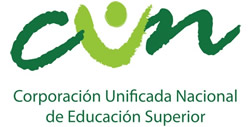 cun
Corporación Unificada Nacional
de Educación Superior